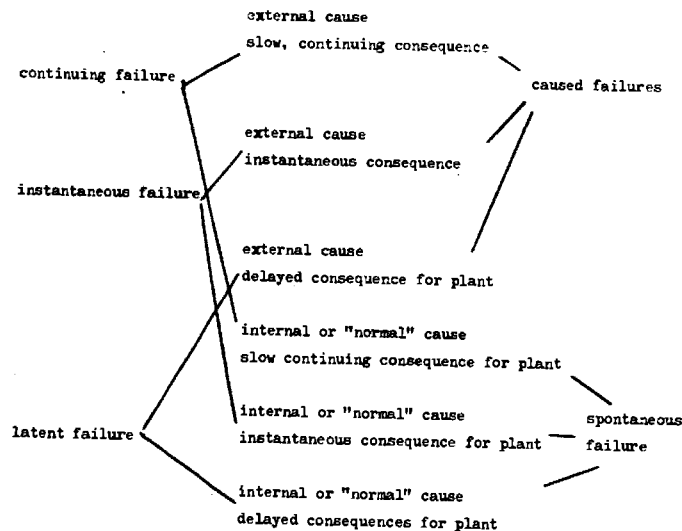 external cause
slow, continuing consequence
continuing failure
caused failures
external cause
instantaneous consequence
instantaneous failure
external cause
delayed consequence for plant
internal or "normal" cause
slow continuing consequence for plant
internal or "normal" cause
spontaneous
latent failure
instantaneous consequence for plant
failure
internal or "normal" cause
delayed consequences for plant